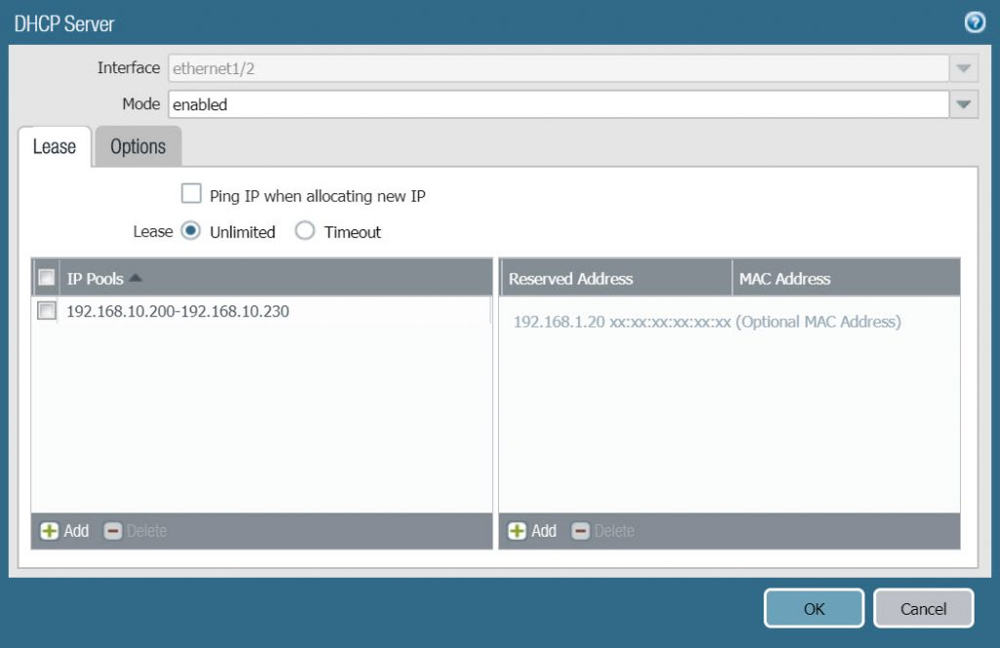 DHCP Server
Interface ethernet1/2
Mode enabled
Lease Options
Ping IP when allocating new IP
Lease Unlimited Timeout
IP Pools Reserved Address MAC Address
192.168.10.200-192.168.10.230
192.168.1.20 xx:xx:xx:xx:xx:xx (Optional MAC Address)
Add Delete Add Delete
OK Cancel